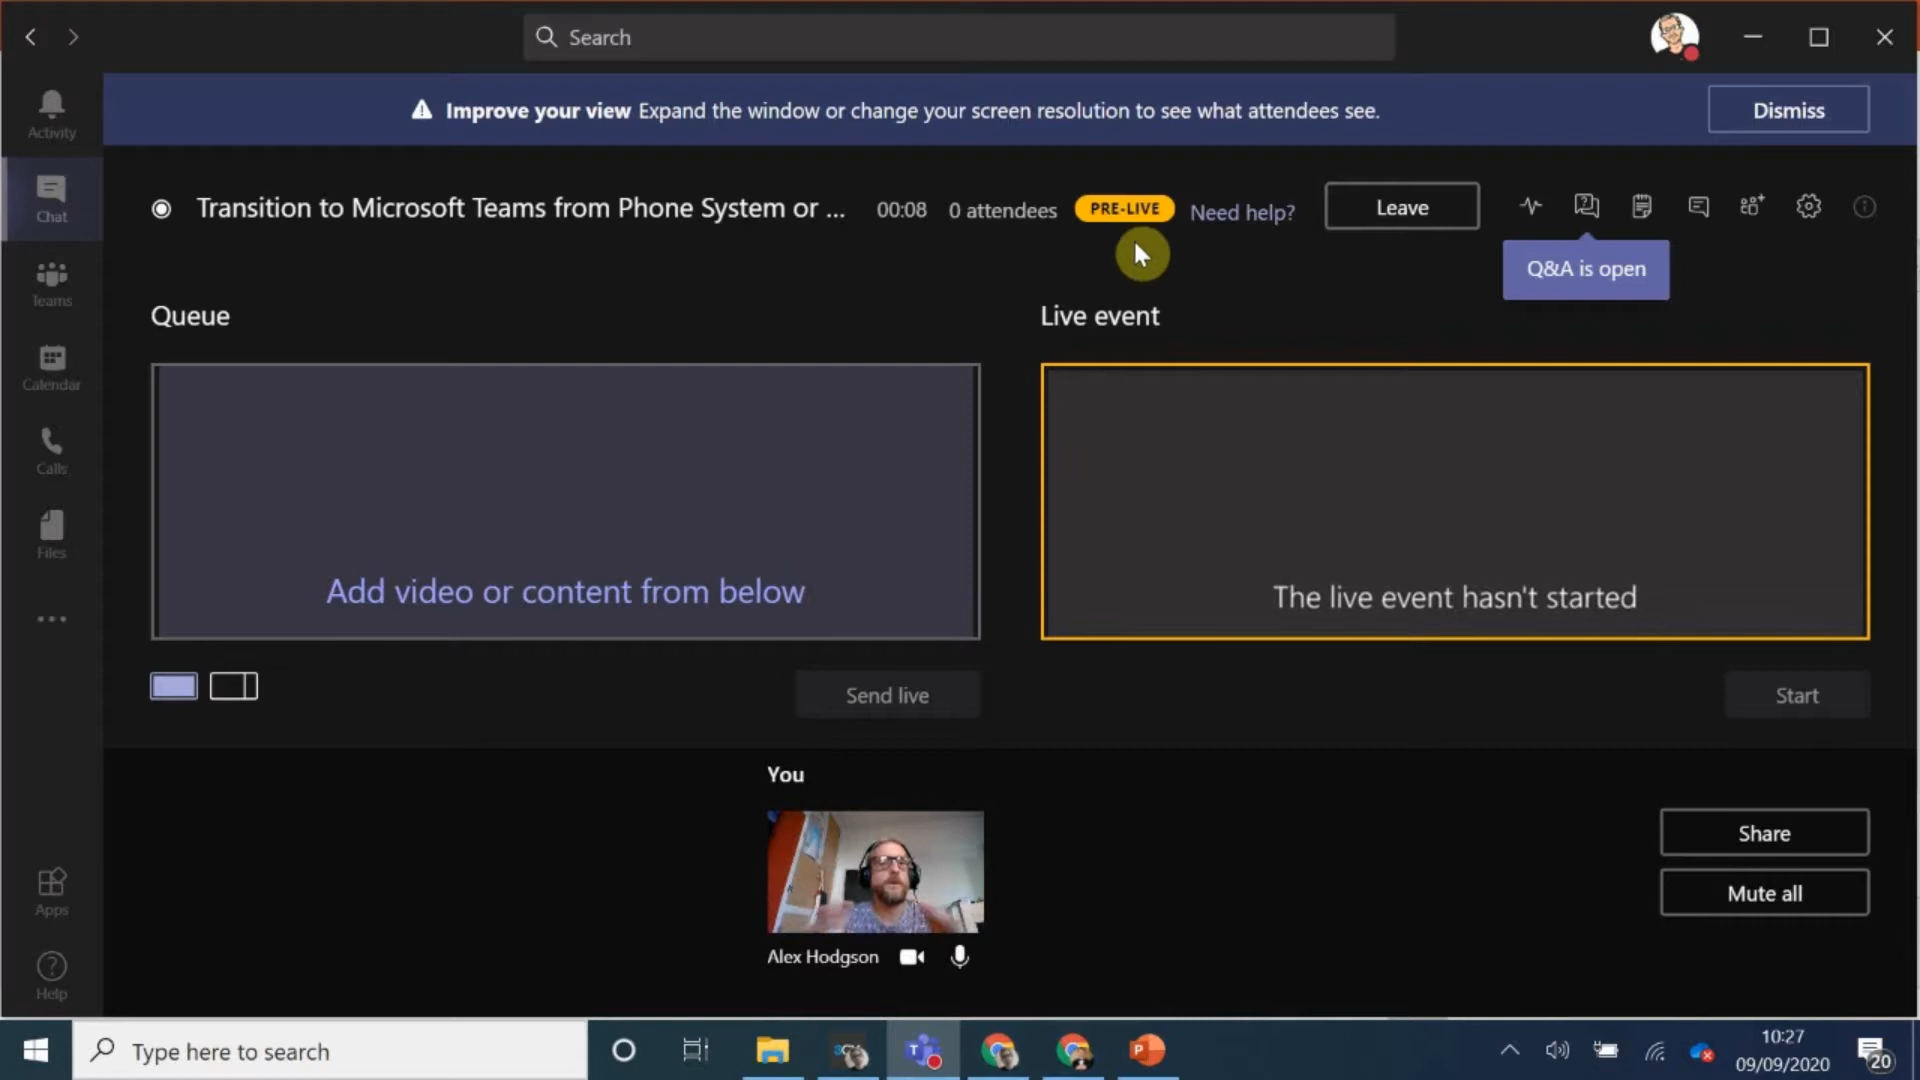 Search
Improve your view Expand the window or change your screen resolution to see what attendees see.
Dismiss
Activity
Chat
Teams
Calendar
Calls
Files
Apps
Help
Transition to Microsoft Teams from Phone System or ...
00:08
0 attendees
PRE-LIVE
Need help?
Leave
Q&A is open
Queue
Live event
Add video or content from below
The live event hasn't started
Send live
Start
You
Alex Hodgson
Share
Mute all
Type here to search
10:27
09/09/2020
20